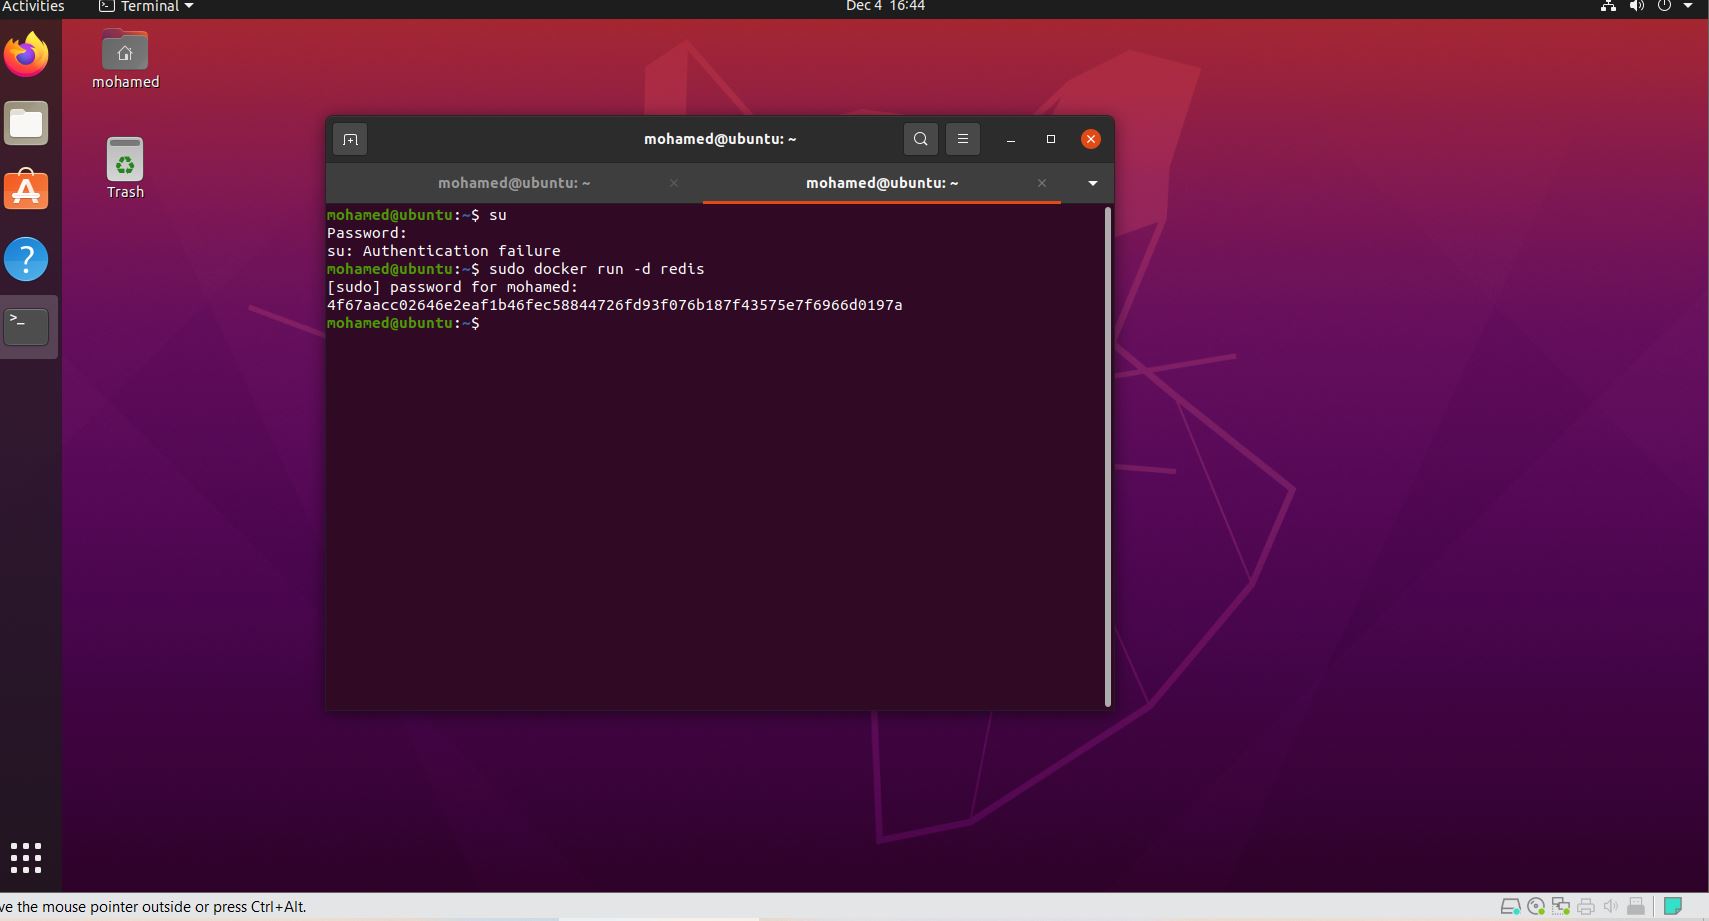 Activities
Terminal
Dec 4 16:44
mohamed
Trash
mohamed@ubuntu: ~
mohamed@ubuntu: ~
mohamed@ubuntu: ~
mohamed@ubuntu:~$ su
Password:
su: Authentication failure
mohamed@ubuntu:~$ sudo docker run -d redis
[sudo] password for mohamed:
4f67aacc02646e2eaf1b46fec58844726fd93f076b187f43575e7f6966d0197a
mohamed@ubuntu:~$
ve the mouse pointer outside or press Ctrl+Alt.